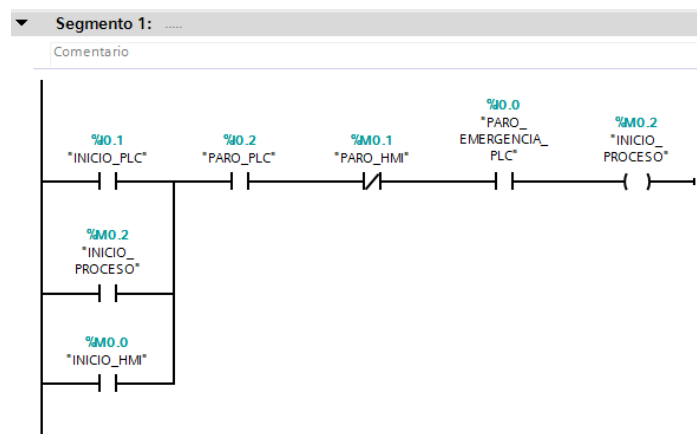 Segmento 1: .....
Comentario
%I0.1
"INICIO_PLC"
%I0.2
"PARO_PLC"
%M0.1
"PARO_HMI"
%I0.0
"PARO_
EMERGENCIA_
PLC"
%M0.2
"INICIO_
PROCESO"
%M0.2
"INICIO_
PROCESO"
%M0.0
"INICIO_HMI"